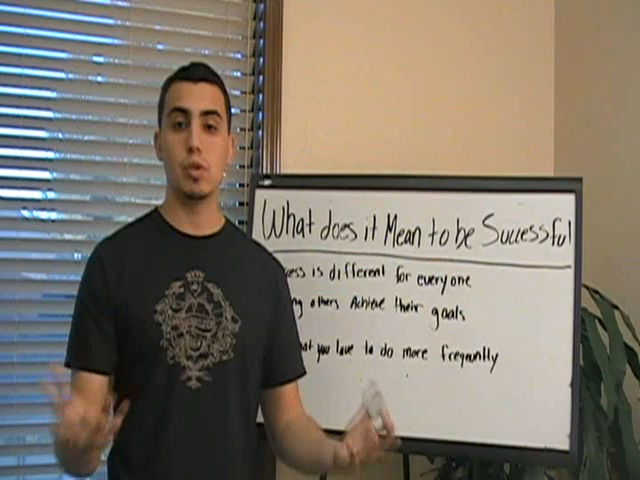 What does it Mean to be Successful
is different for everyone
others Achieve their goals
you love to do more frequently